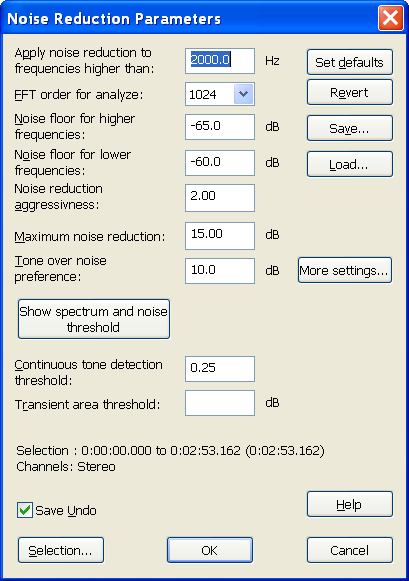 Noise Reduction Parameters
Apply noise reduction to
frequencies higher than:
2000.0 Hz
Set defaults
FFT order for analyze:
1024
Revert
Noise floor for higher
frequencies:
-65.0 dB
Save...
Noise floor for lower
frequencies:
-60.0 dB
Load...
Noise reduction
aggressivness:
2.00
Maximum noise reduction:
15.00 dB
Tone over noise
preference:
10.0 dB
More settings...
Show spectrum and noise
threshold
Continuous tone detection
threshold:
0.25
Transient area threshold:
dB
Selection : 0:00:00.000 to 0:02:53.162 (0:02:53.162)
Channels: Stereo
Save Undo
Help
Selection...
OK
Cancel